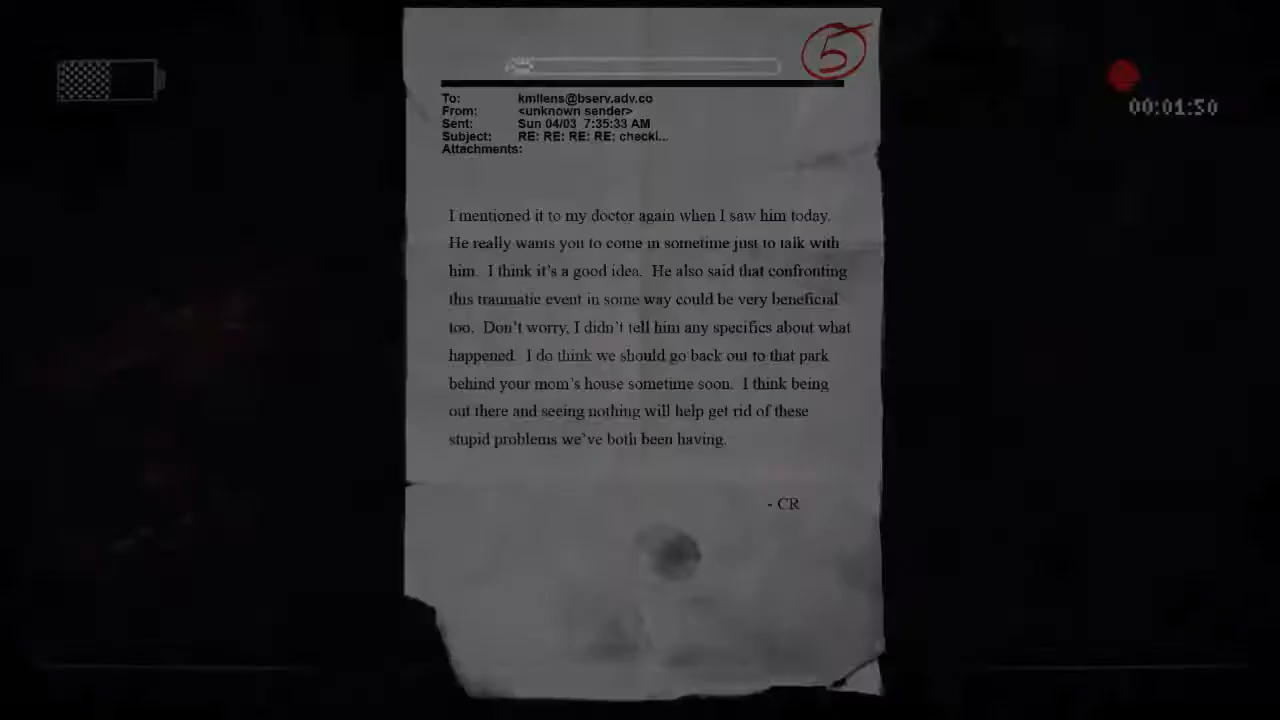 5
To: kmllens@bserv.adv.co
From: <unknown sender>
Sent: Sun 04/03 7:35:33 AM
Subject: RE: RE: RE: RE: checki...
Attachments:
00:01:50
I mentioned it to my doctor again when I saw him today.
He really wants you to come in sometime just to talk with
him. I think it's a good idea. He also said that confronting
this traumatic event in some way could be very beneficial
too. Don't worry, I didn't tell him any specifics about what
happened. I do think we should go back out to that park
behind your mom's house sometime soon. I think being
out there and seeing nothing will help get rid of these
stupid problems we've both been having.
- CR